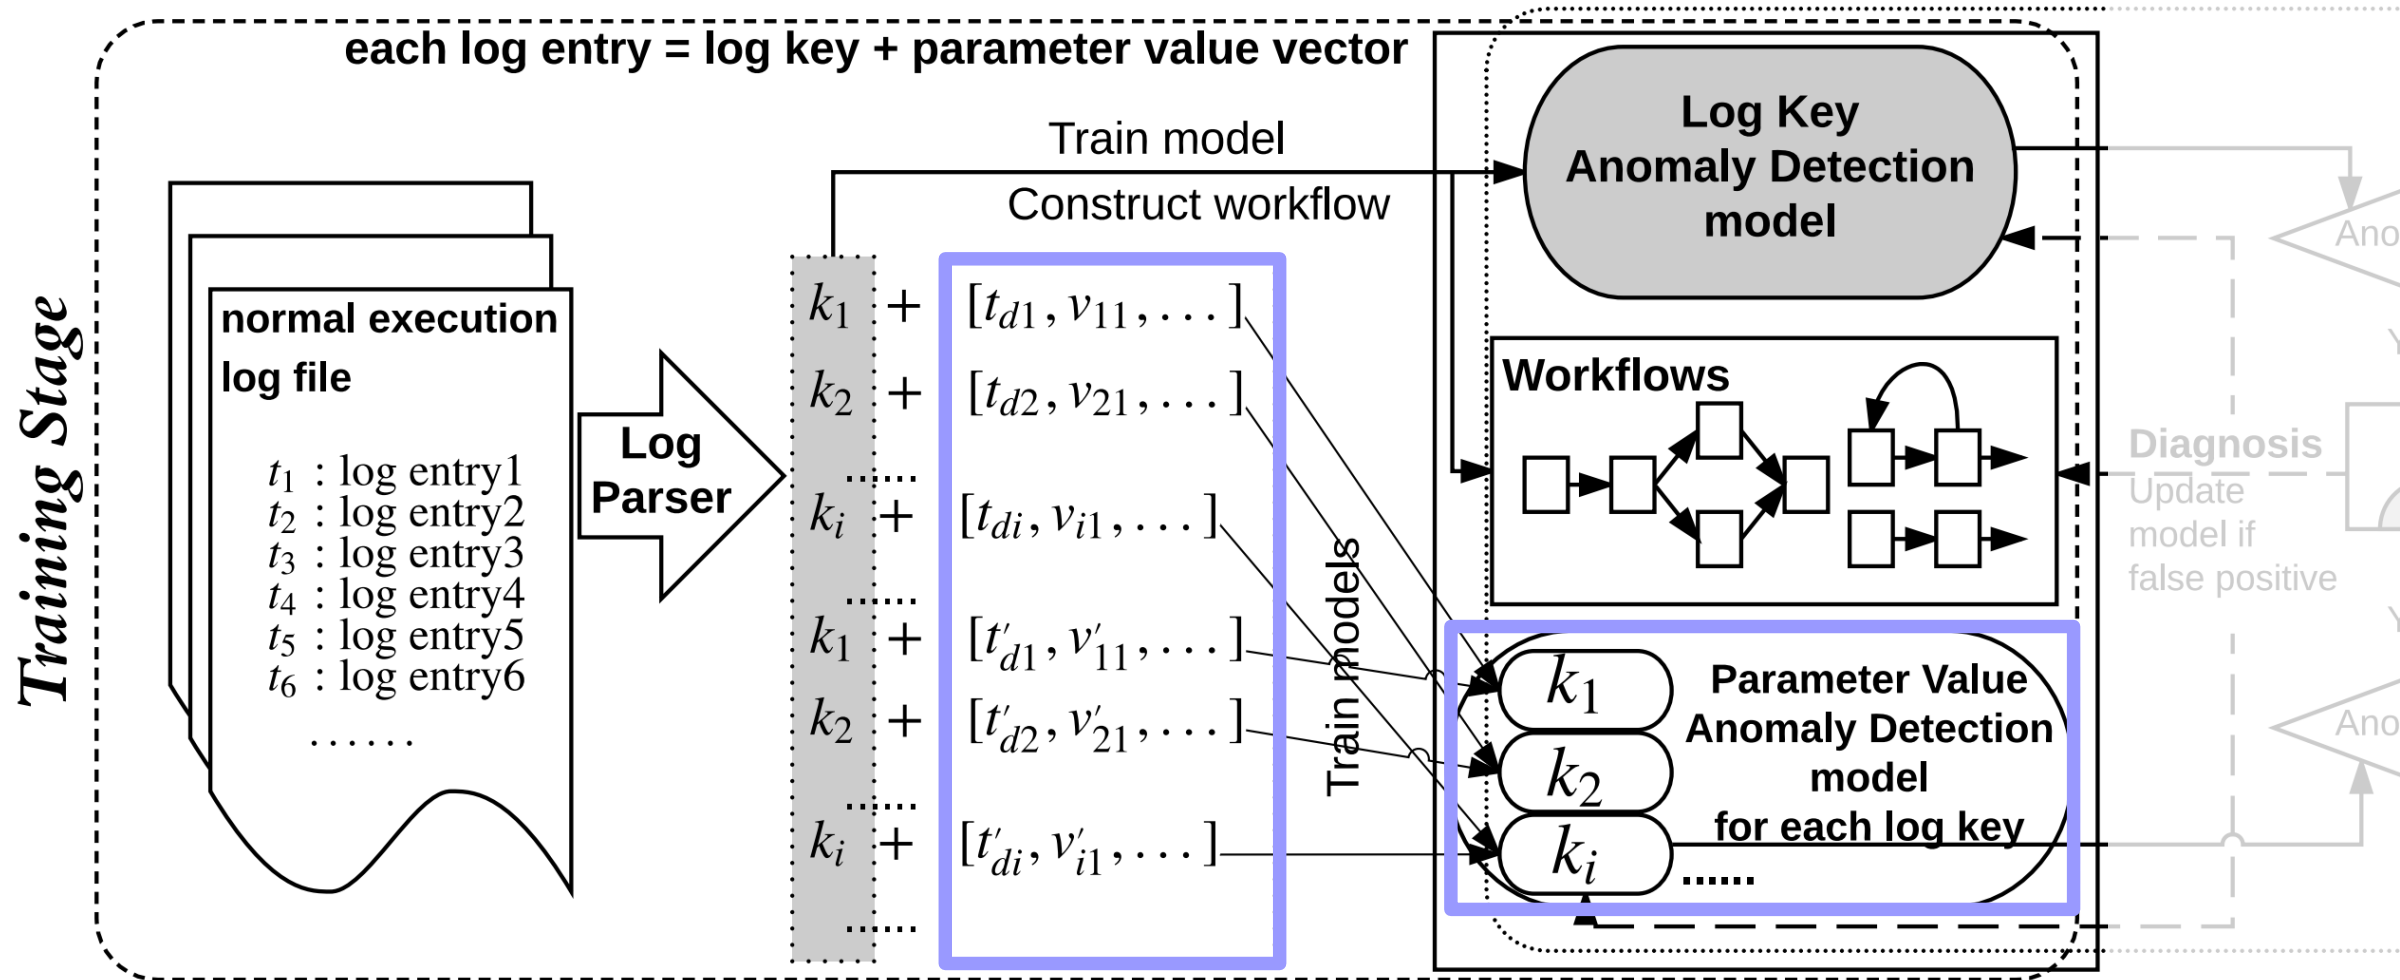 each log entry = log key + parameter value vector
Training Stage
normal execution
log file
t1 : log entry1
t2 : log entry2
t3 : log entry3
t4 : log entry4
t5 : log entry5
t6 : log entry6
......
Log
Parser
Train model
Construct workflow
k1 + [td1, v11, ...]
k2 + [td2, v21, ...]
......
ki + [tdi, vi1, ...]
......
k1 + [t'd1, v'11, ...]
k2 + [t'd2, v'21, ...]
......
ki + [t'di, v'i1, ...]
......
Train models
Log Key
Anomaly Detection
model
Workflows
k1
k2
ki
Parameter Value
Anomaly Detection
model
for each log key
......
Diagnosis
Update
model if
false positive